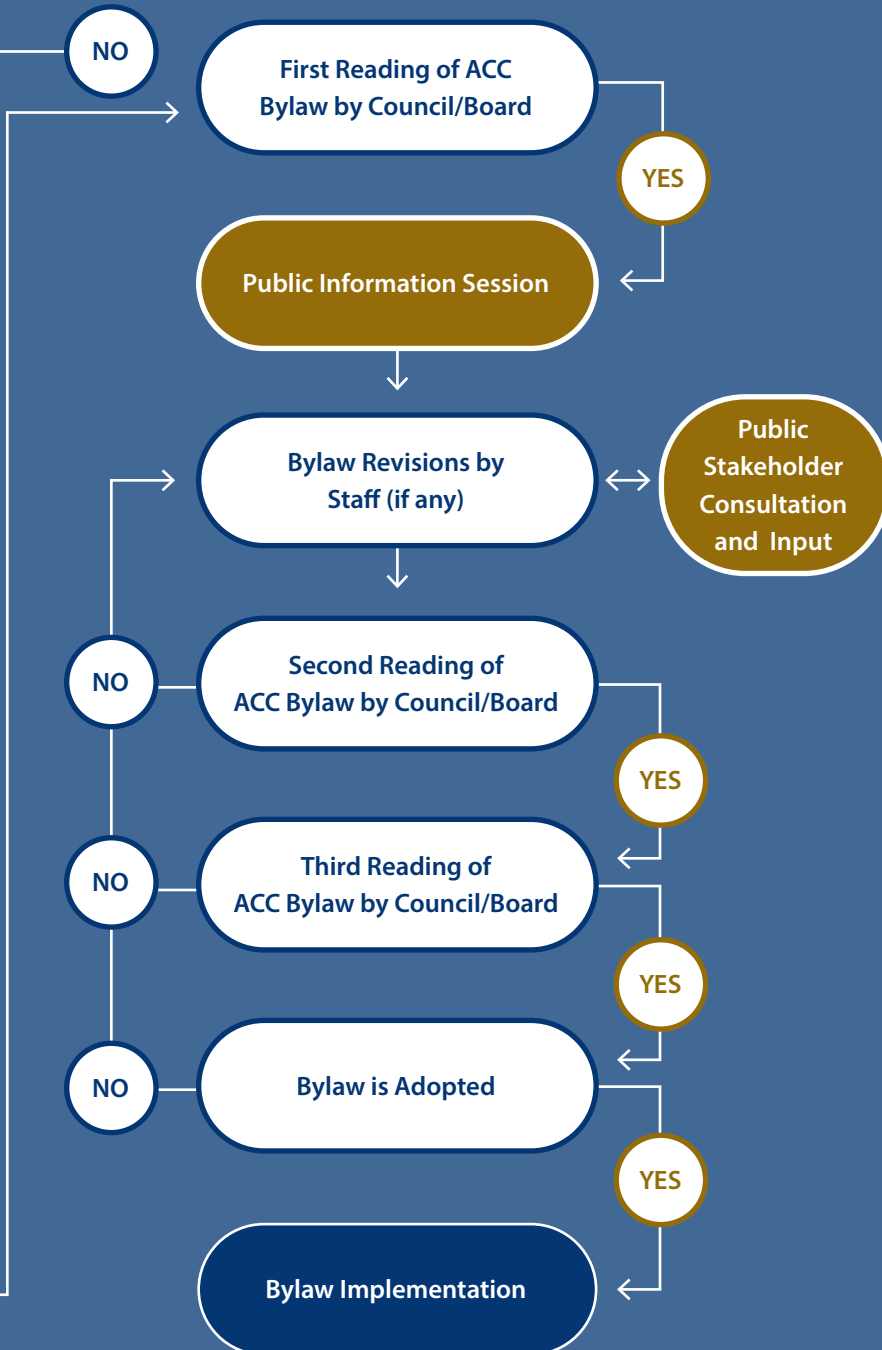 NO
First Reading of ACC
Bylaw by Council/Board
YES
Public Information Session
Bylaw Revisions by
Staff (if any)
Public
Stakeholder
Consultation
and Input
NO
Second Reading of
ACC Bylaw by Council/Board
YES
NO
Third Reading of
ACC Bylaw by Council/Board
YES
NO
Bylaw is Adopted
YES
Bylaw Implementation